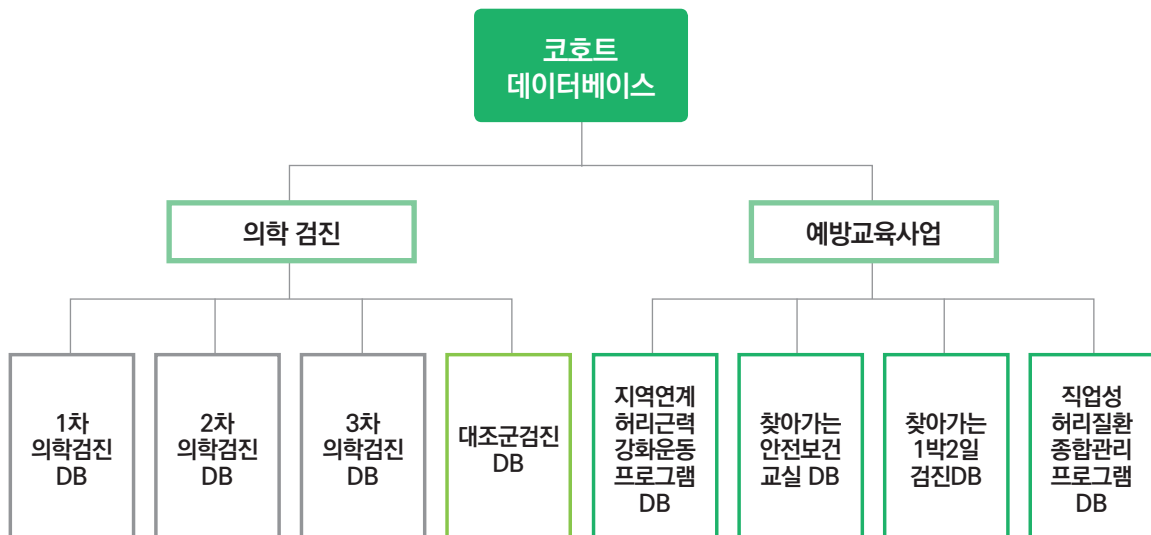 코호트
데이터베이스
의학 검진
예방교육사업
1차
의학검진
DB
2차
의학검진
DB
3차
의학검진
DB
대조군검진
DB
지역연계
허리근력
강화운동
프로그램
DB
찾아가는
안전보건
교실 DB
찾아가는
1박2일
검진DB
직업성
허리질환
종합관리
프로그램
DB